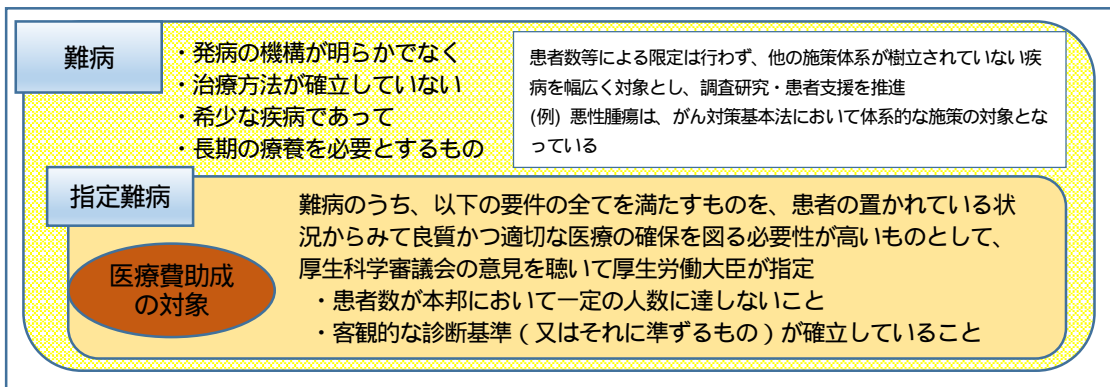 難病
・発病の機構が明らかでなく
・治療方法が確立していない
・希少な疾病であって
・長期の療養を必要とするもの
患者数等による限定は行わず、他の施策体系が樹立されていない疾
病を幅広く対象とし、調査研究・患者支援を推進
(例) 悪性腫瘍は、がん対策基本法において体系的な施策の対象とな
っている
指定難病
医療費助成
の対象
難病のうち、以下の要件の全てを満たすものを、患者の置かれている状
況からみて良質かつ適切な医療の確保を図る必要性が高いものとして、
厚生科学審議会の意見を聴いて厚生労働大臣が指定
・患者数が本邦において一定の人数に達しないこと
・客観的な診断基準（又はそれに準ずるもの）が確立していること